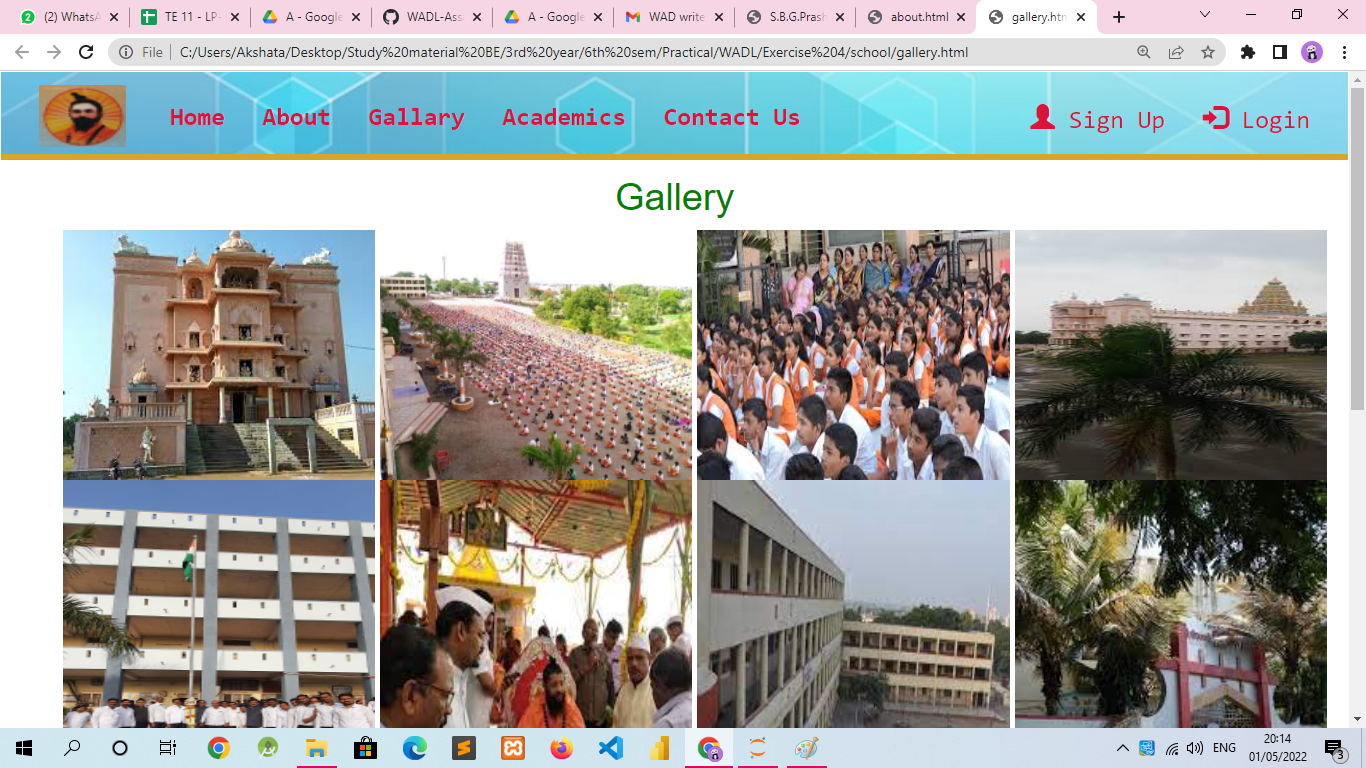 (2) WhatsA
TE 11 - LP-
A - Google
WADL-Ass
A - Google
WAD write
S.B.G.Prash
about.html
gallery.htm
File
C:/Users/Akshata/Desktop/Study%20material%20BE/3rd%20year/6th%20sem/Practical/WADL/Exercise%204/school/gallery.html
Home
About
Gallary
Academics
Contact Us
Sign Up
Login
Gallery
ENG
20:14
01/05/2022
3